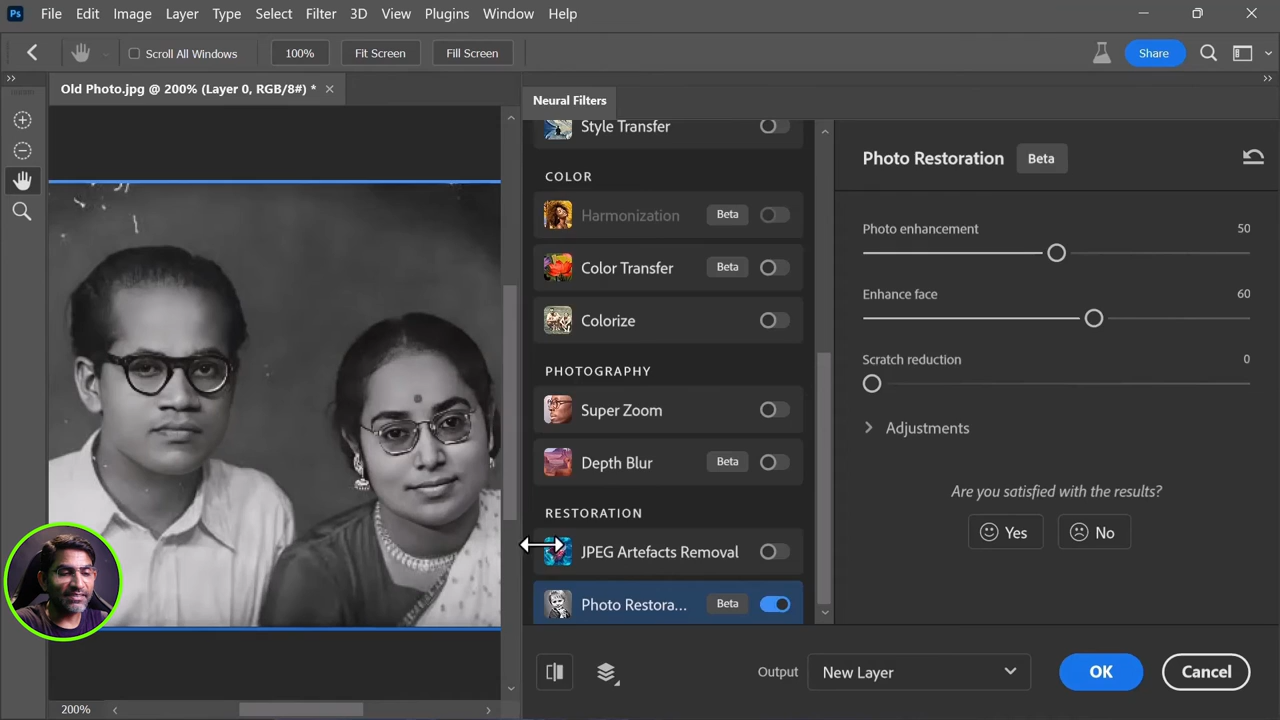 Ps File Edit Image Layer Type Select Filter 3D View Plugins Window Help
Scroll All Windows 100% Fit Screen Fill Screen Share
Old Photo.jpg @ 200% (Layer 0, RGB/8#) *
Neural Filters
Style Transfer
COLOR
Harmonization Beta
Color Transfer Beta
Colorize
PHOTOGRAPHY
Super Zoom
Depth Blur Beta
RESTORATION
JPEG Artefacts Removal
Photo Restora... Beta
Photo Restoration Beta
Photo enhancement 50
Enhance face 60
Scratch reduction 0
Adjustments
Are you satisfied with the results?
Yes No
Output New Layer OK Cancel
200%